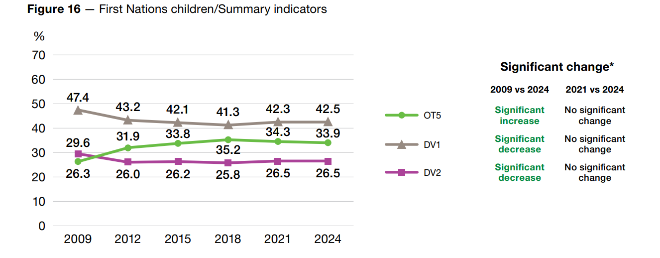 Figure 16 — First Nations children/Summary indicators
%
70
60
50
40
30
20
10
0
47.4 43.2 42.1 41.3 42.3 42.5
29.6 31.9 33.8 35.2 34.3 33.9
26.3 26.0 26.2 25.8 26.5 26.5
2009 2012 2015 2018 2021 2024
OT5
DV1
DV2
Significant change*
2009 vs 2024 2021 vs 2024
Significant increase No significant change
Significant decrease No significant change
Significant decrease No significant change